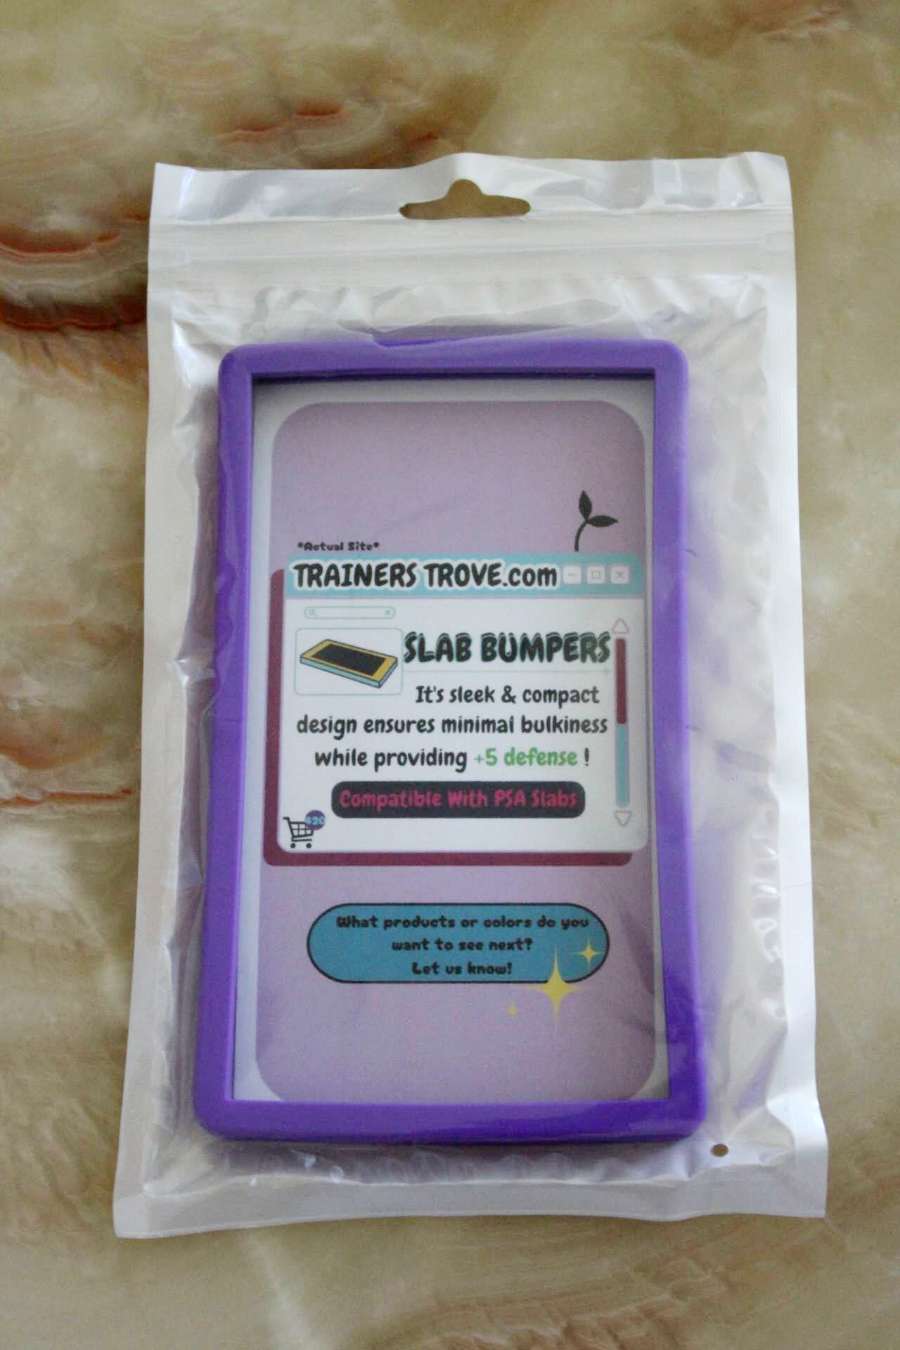 *Actual Site*
TRAINERS TROVE.com
SLAB BUMPERS
It's sleek & compact
design ensures minimal bulkiness
while providing +5 defense !
Compatible With PSA Slabs
$20
What products or colors do you
want to see next?
Let us know!